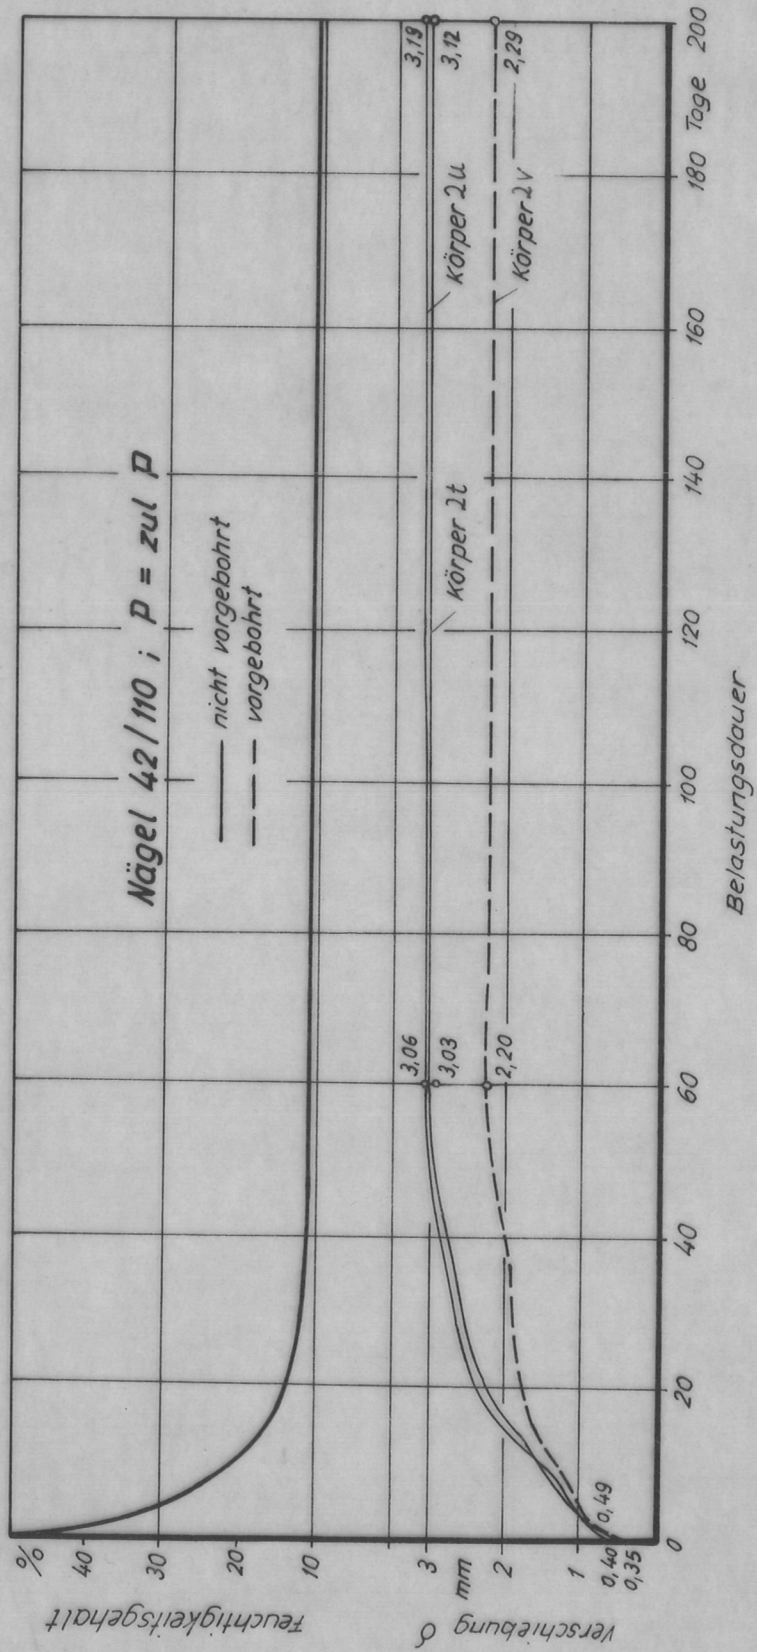 Nägel 42/110 ; P = zul P
nicht vorgebohrt
vorgebohrt
Feuchtigkeitsgehalt
%
40
30
20
10
Verschiebung δ
3
mm
2
1
0,49
0,40
0,35
3,06
3,03
2,20
Körper 2t
Körper 2u
Körper 2v
3,19
3,12
2,29
0
20
40
60
80
100
120
140
160
180
Tage
200
Belastungsdauer